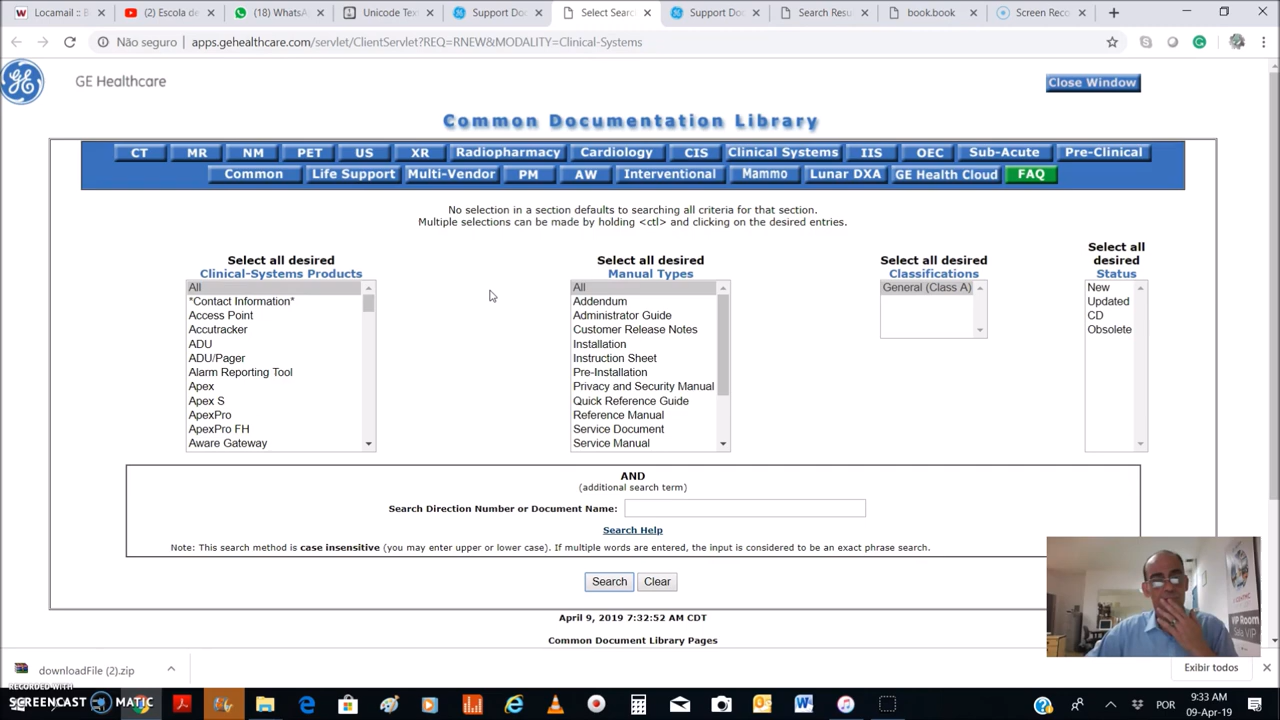 Locamail :: B
(2) Escola de
(18) WhatsA
Unicode Tex
Support Doc
Select Searc
Support Doc
Search Resu
book.book
Screen Reco
Não seguro
apps.gehealthcare.com/servlet/ClientServlet?REQ=RNEW&MODALITY=Clinical-Systems
GE Healthcare
Close Window
Common Documentation Library
CT MR NM PET US XR Radiopharmacy Cardiology CIS Clinical Systems IIS OEC Sub-Acute Pre-Clinical
Common Life Support Multi-Vendor PM AW Interventional Mammo Lunar DXA GE Health Cloud FAQ
No selection in a section defaults to searching all criteria for that section.
Multiple selections can be made by holding <ctl> and clicking on the desired entries.
Select all desired
Clinical-Systems Products
All
*Contact Information*
Access Point
Accutracker
ADU
ADU/Pager
Alarm Reporting Tool
Apex
Apex S
ApexPro
ApexPro FH
Aware Gateway
Select all desired
Manual Types
All
Addendum
Administrator Guide
Customer Release Notes
Installation
Instruction Sheet
Pre-Installation
Privacy and Security Manual
Quick Reference Guide
Reference Manual
Service Document
Service Manual
Select all desired
Classifications
General (Class A)
Select all
desired
Status
New
Updated
CD
Obsolete
AND
(additional search term)
Search Direction Number or Document Name:
Search Help
Note: This search method is case insensitive (you may enter upper or lower case). If multiple words are entered, the input is considered to be an exact phrase search.
Search Clear
April 9, 2019 7:32:52 AM CDT
Common Document Library Pages
VIP Room
Sala VIP
downloadFile (2).zip
Exibir todos
RECORDED WITH
SCREENCAST MATIC
POR
9:33 AM
09-Apr-19